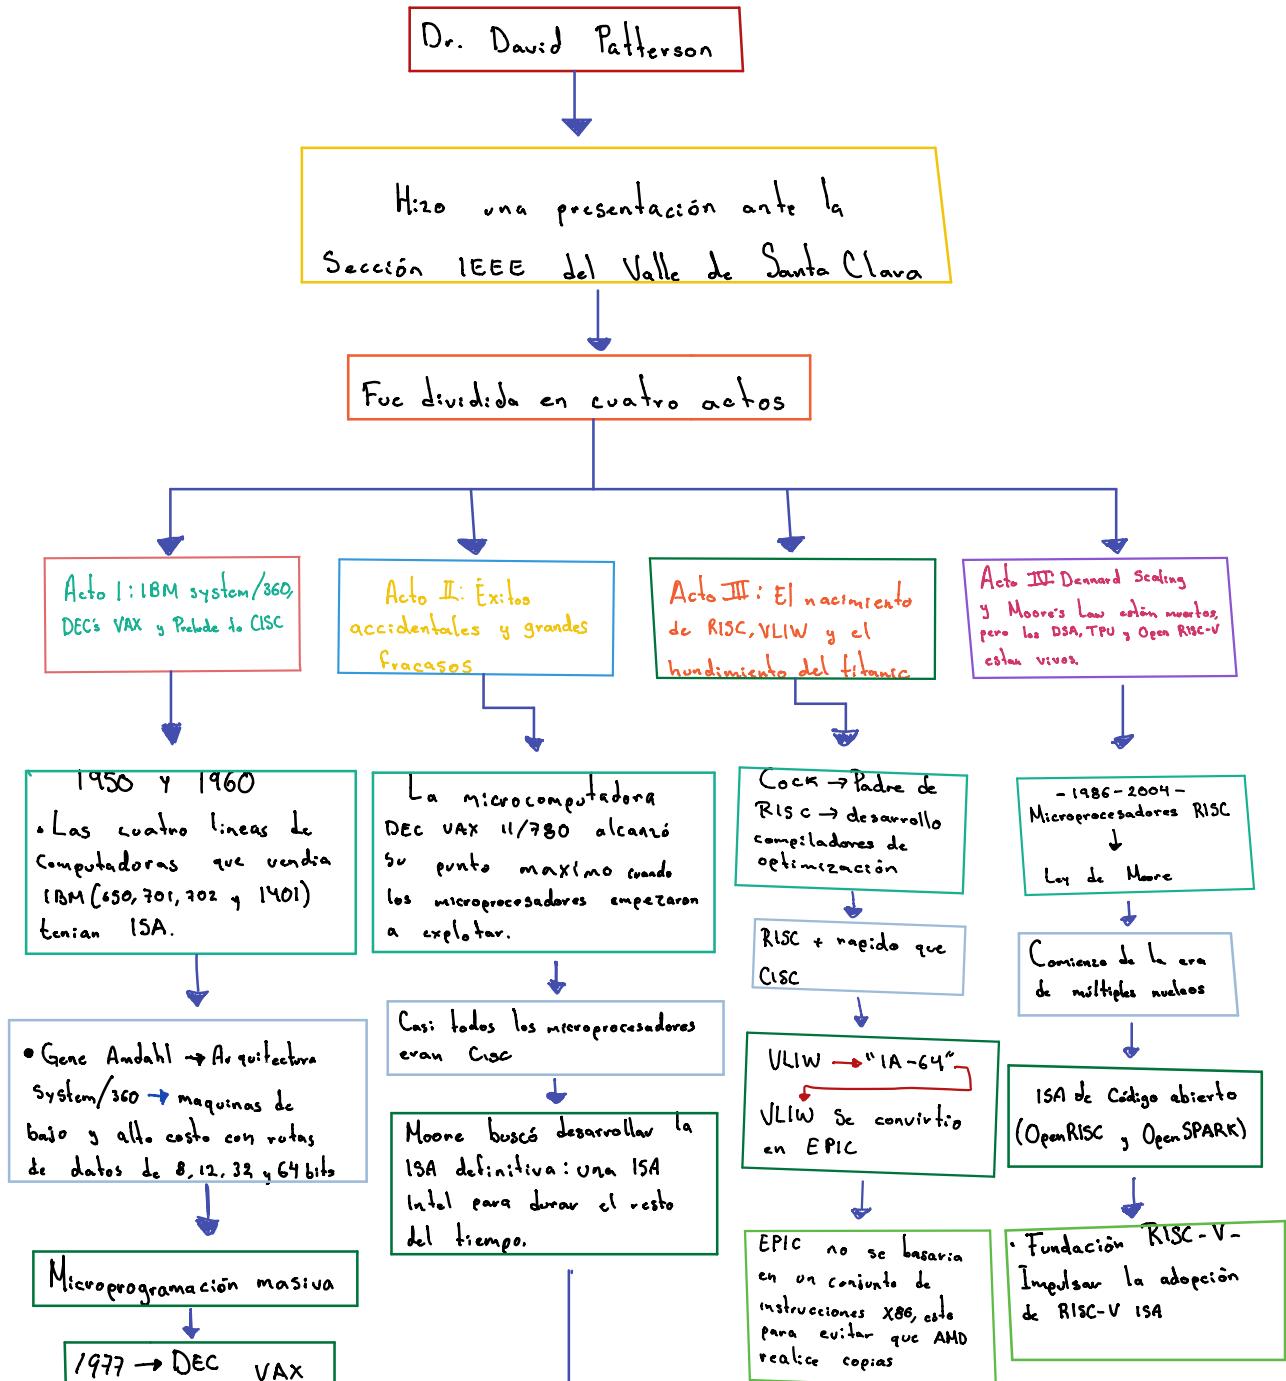 Dr. David Patterson
Hizo una presentación ante la
Sección IEEE del Valle de Santa Clara
Fue dividida en cuatro actos
Acto I: IBM system/360,
DEC's VAX y Prelude to CISC
Acto II: Éxitos
accidentales y grandes
fracasos
Acto III: El nacimiento
de RISC, VLIW y el
hundimiento del titanic
Acto IV: Dennard Scaling
y Moore's Law están muertos,
pero los DSA, TPU y Open RISC-V
estan vivos.
1950 y 1960
• Las cuatro lineas de
Computadoras que vendia
IBM (650, 701, 702 y 1401)
tenian ISA.
• Gene Amdahl → Arquitectura
System/360 → maquinas de
bajo y alto costo con rutas
de datos de 8, 12, 32 y 64 bits
Microprogramación masiva
1977 → DEC VAX
La microcomputadora
DEC VAX 11/780 alcanzó
su punto maxímo cuando
los microprocesadores empezaron
a explotar.
Casi todos los microprocesadores
eran Cisc
Moore buscó desarrollar la
ISA definitiva: una ISA
Intel para durar el resto
del tiempo.
Cock → Padre de
RISC → desarrollo
compiladores de
optimización
RISC + rapido que
CISC
VLIW → "IA-64"
VLIW se convirtio
en EPIC
EPIC no se basaria
en un conjunto de
instrucciones X86, esto
para evitar que AMD
realice copias
- 1986 - 2004 -
Microprocesadores RISC
↓
Ley de Moore
Comienzo de la era
de múltiples nucleos
ISA de Código abierto
(OpenRISC y OpenSPARK)
• Fundación RISC-V -
Impulsar la adopción
de RISC-V ISA